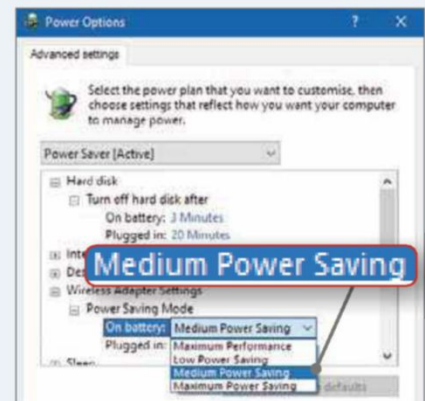 Power Options
Advanced settings
Select the power plan that you want to customise, then
choose settings that reflect how you want your computer
to manage power.
Power Saver [Active]
Hard disk
Turn off hard disk after
On battery: 3 Minutes
Plugged in: 20 Minutes
Medium Power Saving
Wireless Adapter Settings
Power Saving Mode
On battery: Medium Power Saving
Plugged in: Maximum Performance
Low Power Saving
Medium Power Saving
Maximum Power Saving
defaults